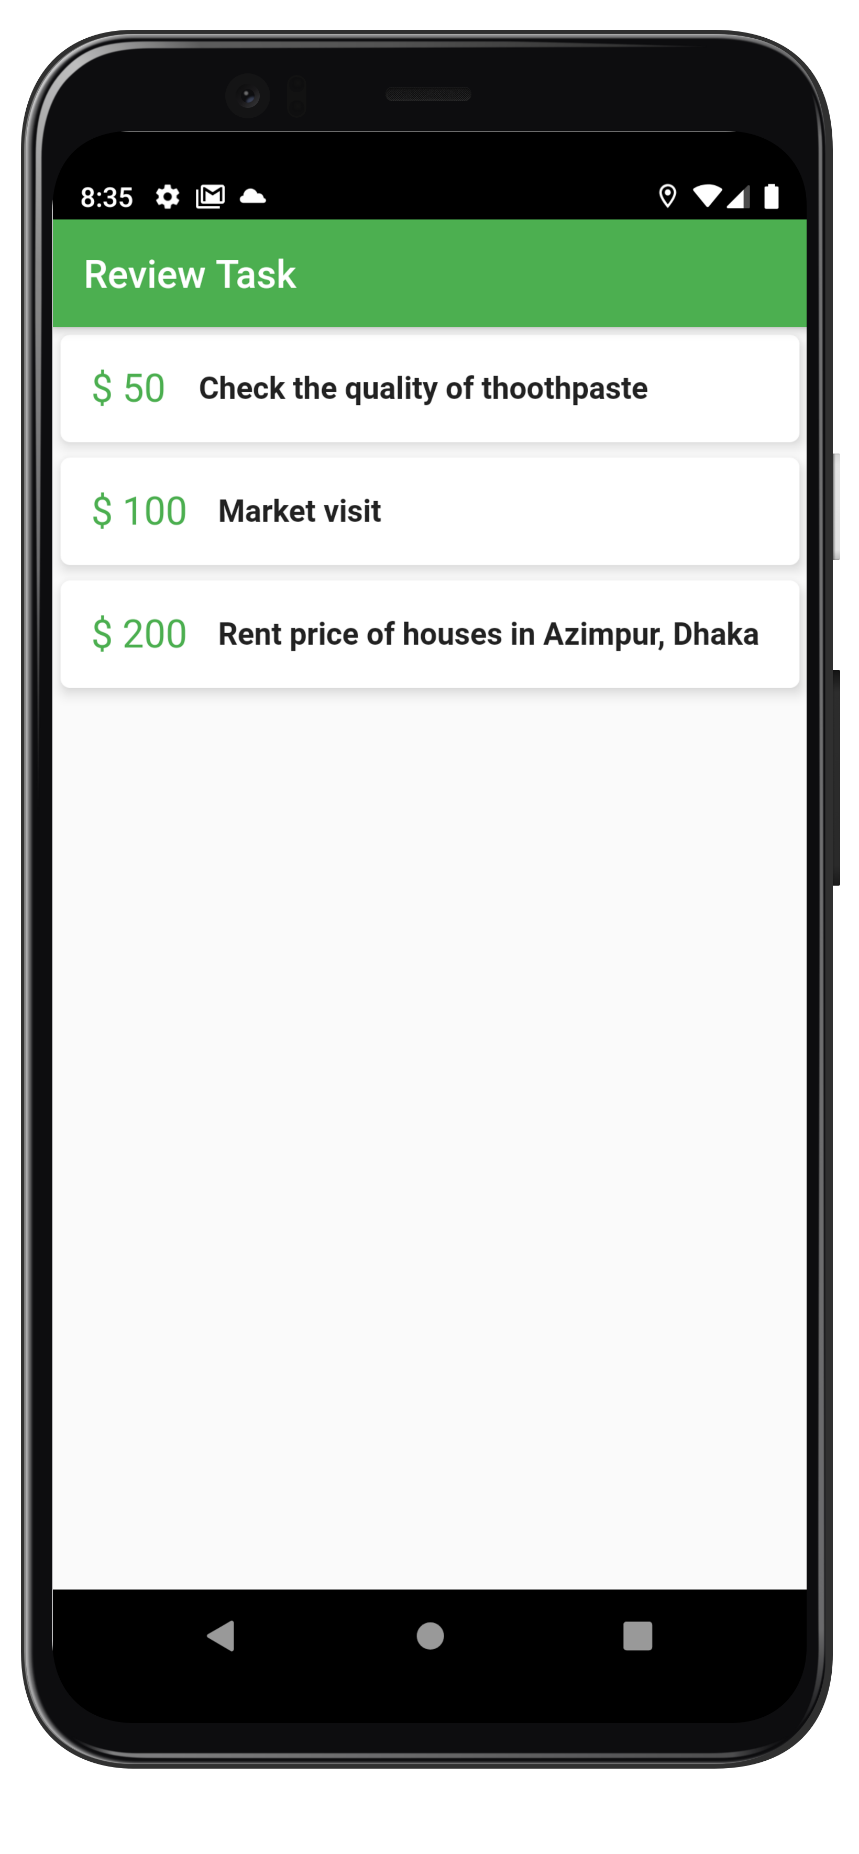 8:35
Review Task
$ 50 Check the quality of thoothpaste
$ 100 Market visit
$ 200 Rent price of houses in Azimpur, Dhaka